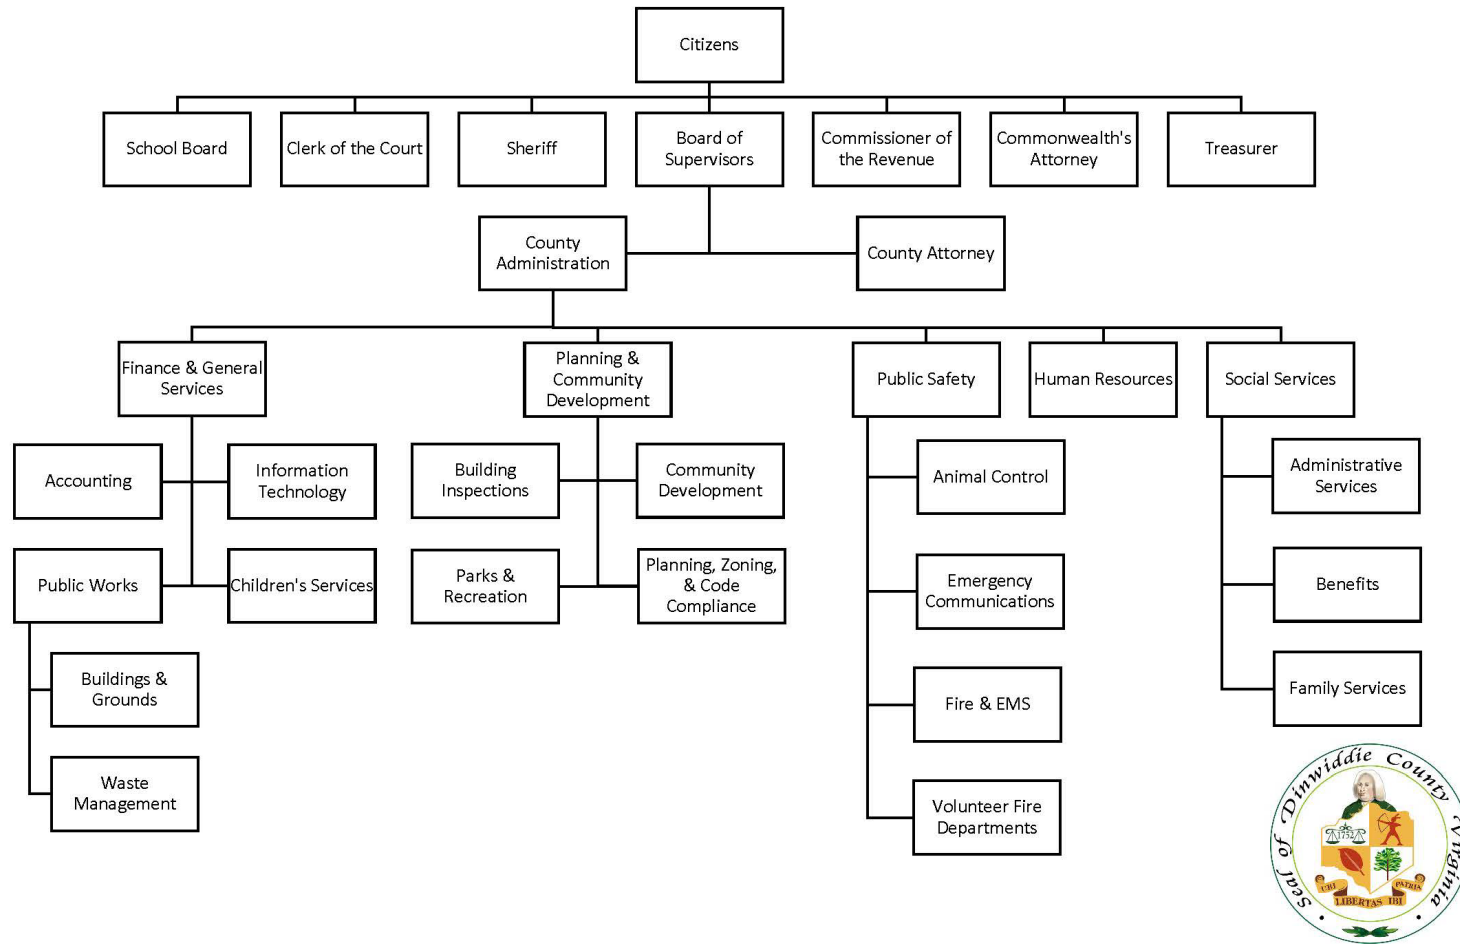 Citizens
School Board
Clerk of the Court
Sheriff
Board of
Supervisors
Commissioner of
the Revenue
Commonwealth's
Attorney
Treasurer
County
Administration
County Attorney
Finance & General
Services
Planning &
Community
Development
Public Safety
Human Resources
Social Services
Accounting
Information
Technology
Public Works
Children's Services
Buildings &
Grounds
Waste
Management
Building
Inspections
Community
Development
Parks &
Recreation
Planning, Zoning,
& Code
Compliance
Animal Control
Emergency
Communications
Fire & EMS
Volunteer Fire
Departments
Administrative
Services
Benefits
Family Services
Seal of Dinwiddie County Virginia
1752
UBI
LIBERTAS IBI
PATRIS